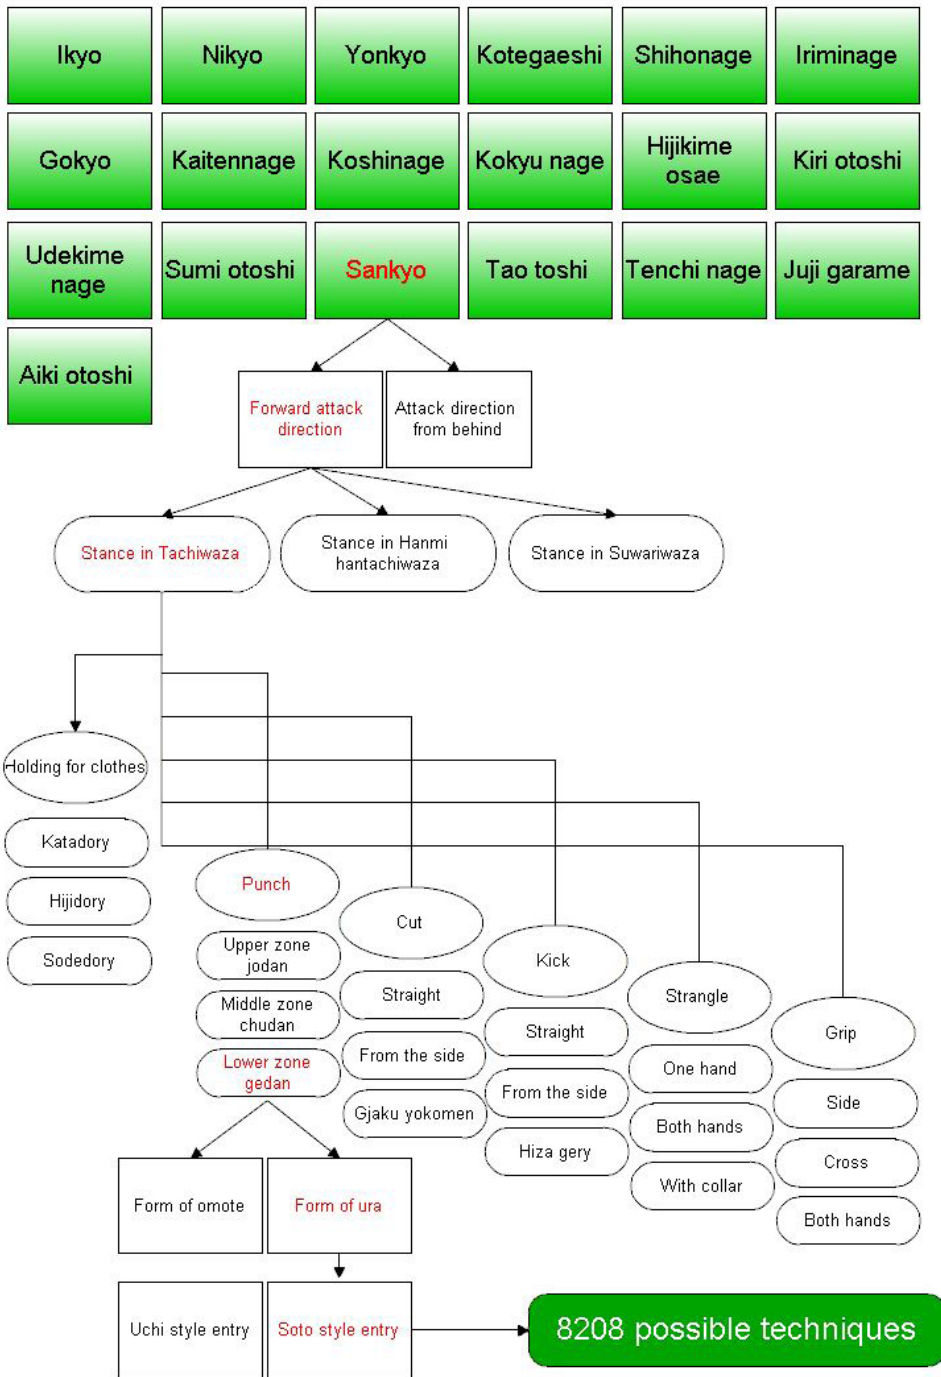 Ikyo
Nikyo
Yonkyo
Kotegaeshi
Shihonage
Iriminage
Gokyo
Kaitennage
Koshinage
Kokyu nage
Hijikime
osae
Kiri otoshi
Udekime
nage
Sumi otoshi
Sankyo
Tao toshi
Tenchi nage
Juji garame
Aiki otoshi
Forward attack
direction
Attack direction
from behind
Stance in Tachiwaza
Stance in Hanmi
hantachiwaza
Stance in Suwariwaza
Holding for clothes
Katadory
Hijidory
Sodedory
Punch
Upper zone
jodan
Middle zone
chudan
Lower zone
gedan
Cut
Straight
From the side
Gjaku yokomen
Kick
Straight
From the side
Hiza gery
Strangle
One hand
Both hands
With collar
Grip
Side
Cross
Both hands
Form of omote
Form of ura
Uchi style entry
Soto style entry
8208 possible techniques